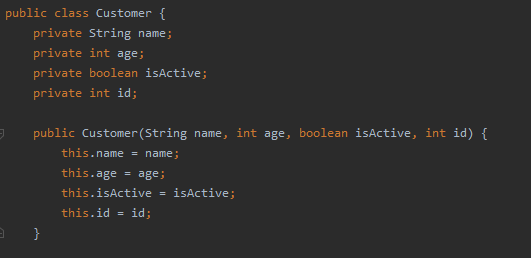 public class Customer {
    private String name;
    private int age;
    private boolean isActive;
    private int id;

    public Customer(String name, int age, boolean isActive, int id) {
        this.name = name;
        this.age = age;
        this.isActive = isActive;
        this.id = id;
    }